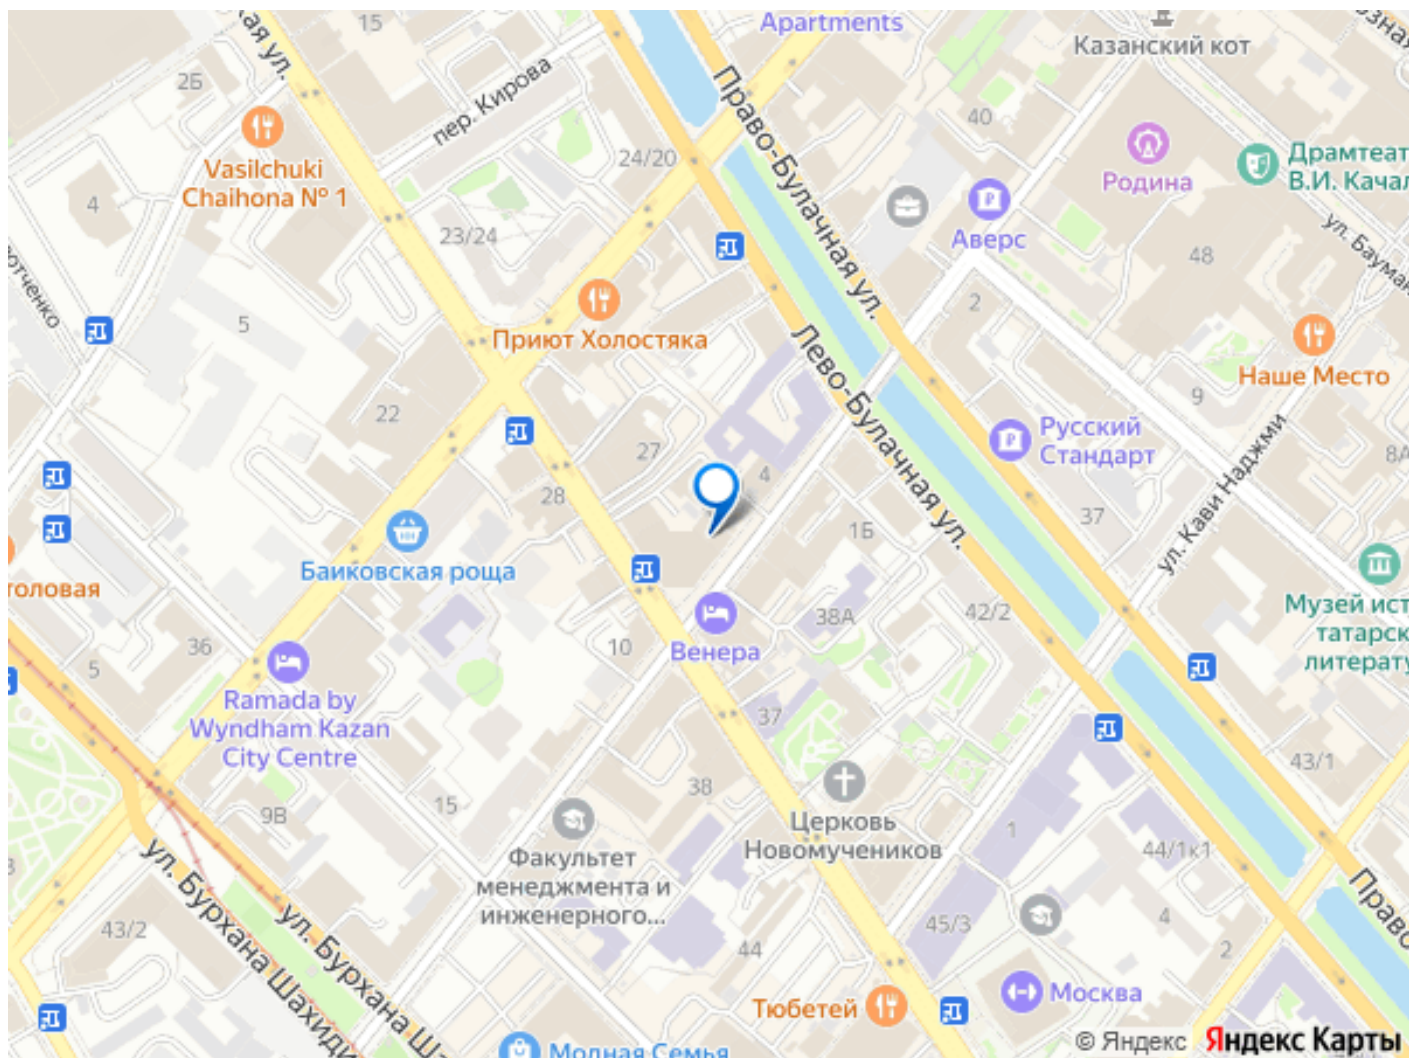 Apartments
15
Казанский кот
2Б
пер. Кирова
Право-Булачная ул.
40
Vasilchuki
Chaihona № 1
24/20
Родина
Драмтеат
В.И. Качал
4
Аверс
23/24
48
ул. Бауман
2
5
Приют Холостяка
Лево-Булачная ул.
Наше Место
22
9
27
Русский
Стандарт
ул. Кави Наджми
8А
4
28
37
1Б
Баиковская роща
толовая
Музей ист
татарск
литерату
42/2
38А
Венера
10
36
5
Ramada by
Wyndham Kazan
City Centre
37
43/1
38
15
9В
Церковь
Новомучеников
1
44/1к1
Факультет
менеджмента и
инженерного...
ул. Бурхана Шахиди
ул. Бурхана Ша
Право
43/2
45/3
4
44
2
Москва
Тюбетей
Модная Семья
© Яндекс Яндекс Карты